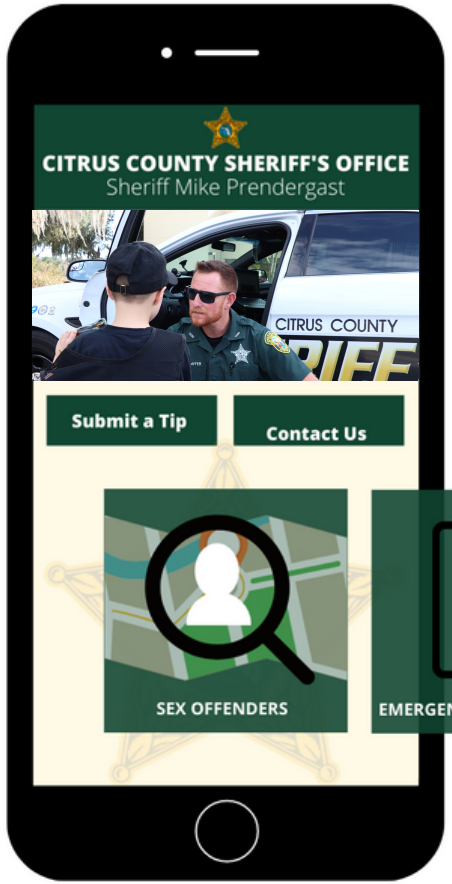 CITRUS COUNTY SHERIFF'S OFFICE
Sheriff Mike Prendergast
CITRUS COUNTY
Submit a Tip
Contact Us
SEX OFFENDERS